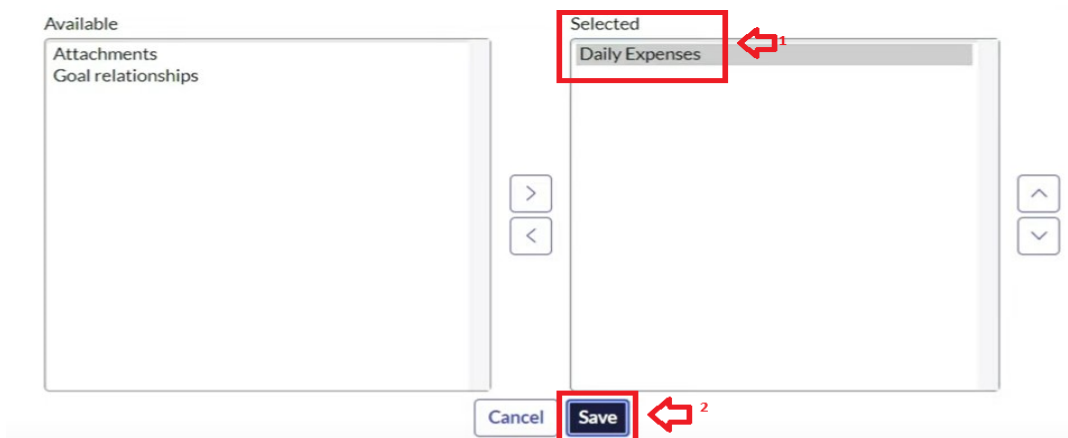 Available
Attachments
Goal relationships
Selected
Daily Expenses
1
>
<
Cancel
Save
2